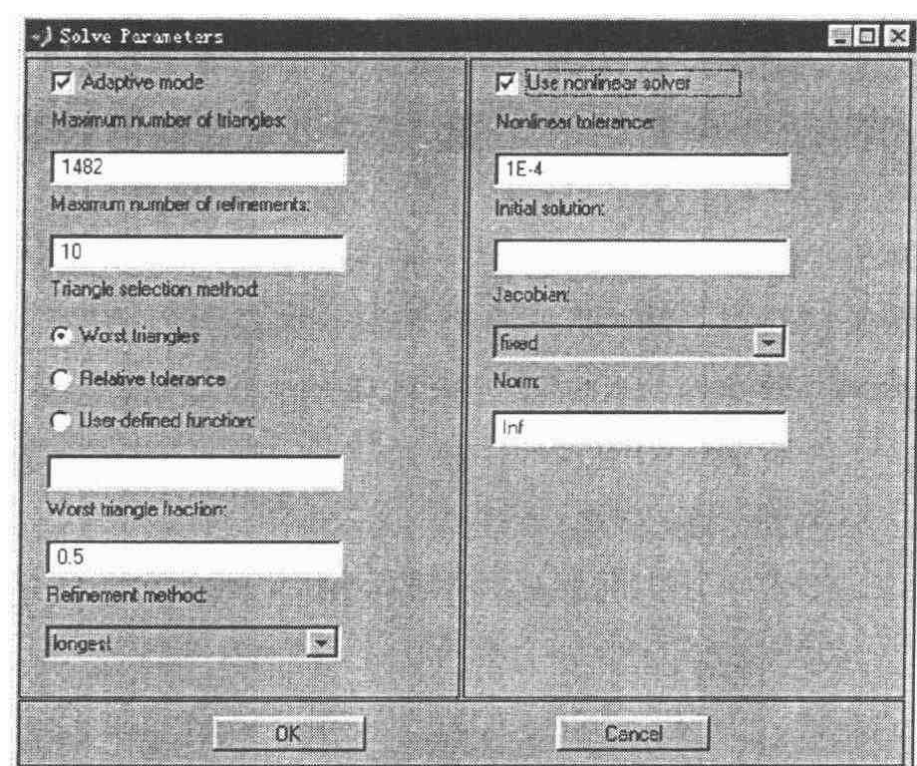 Solve Parameters
Adaptive mode
Maximum number of triangles:
1482
Maximum number of refinements:
10
Triangle selection method:
Worst triangles
Relative tolerance
User-defined function:
Worst triangle fraction:
0.5
Refinement method:
longest
Use nonlinear solver
Nonlinear tolerance:
1E-4
Initial solution:
Jacobian:
fixed
Norm:
Inf
OK
Cancel